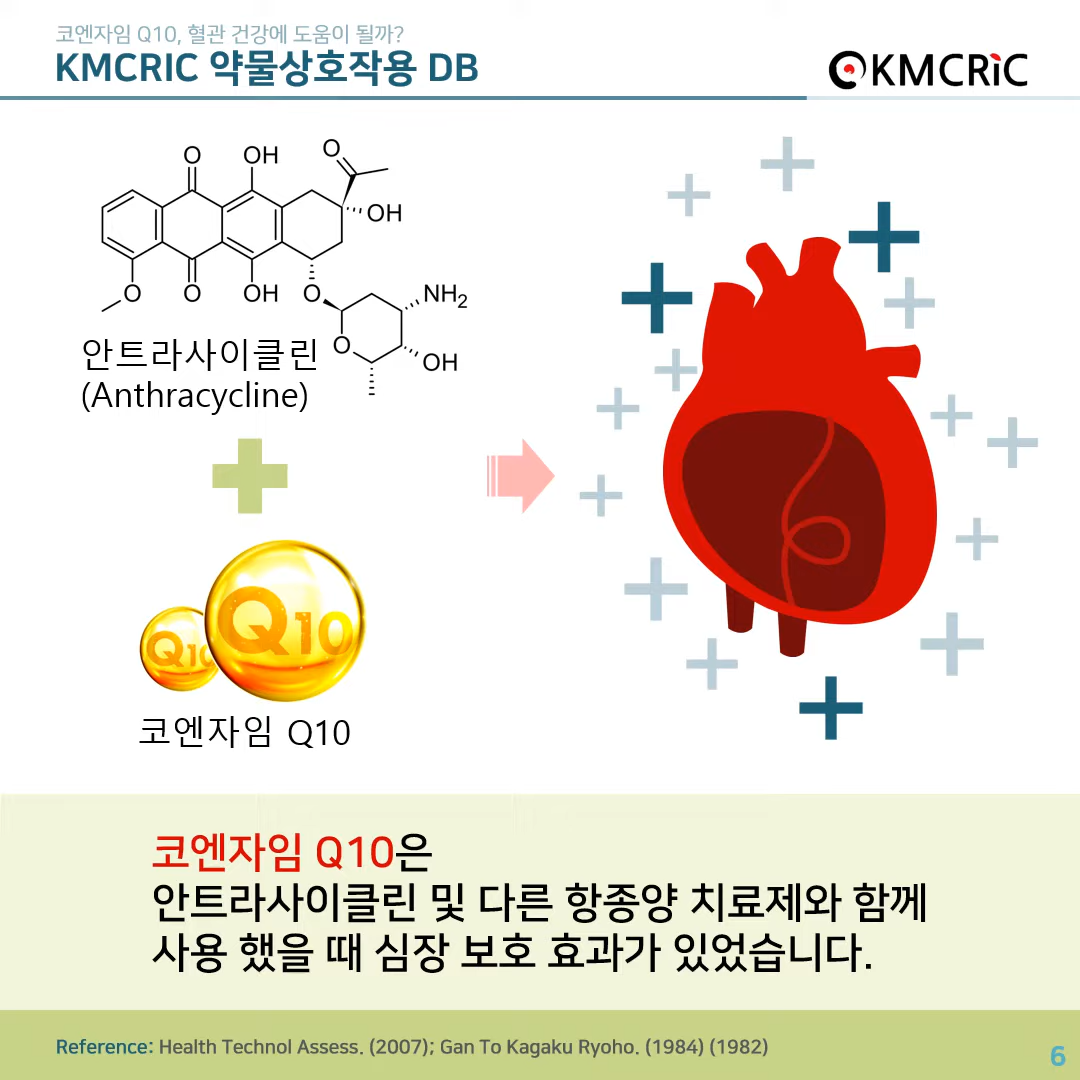 코엔자임 Q10, 혈관 건강에 도움이 될까?
KMCRIC 약물상호작용 DB
KMCRiC
O
OH
O
OH
O
O
OH
O
NH2
O
OH
안트라사이클린
(Anthracycline)
Q10
Q10
코엔자임 Q10
코엔자임 Q10은
안트라사이클린 및 다른 항종양 치료제와 함께
사용 했을 때 심장 보호 효과가 있었습니다.
Reference: Health Technol Assess. (2007); Gan To Kagaku Ryoho. (1984) (1982)
6